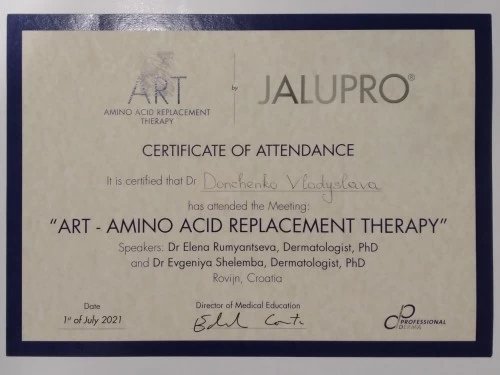 ART
AMINO ACID REPLACEMENT
THERAPY
by
JALUPRO®
CERTIFICATE OF ATTENDANCE
It is certified that Dr Donchenko Vladyslava
has attended the Meeting:
“ART - AMINO ACID REPLACEMENT THERAPY”
Speakers: Dr Elena Rumyantseva, Dermatologist, PhD
and Dr Evgeniya Shelemba, Dermatologist, PhD
Rovijn, Croatia
Date
Director of Medical Education
1st of July 2021
PROFESSIONAL